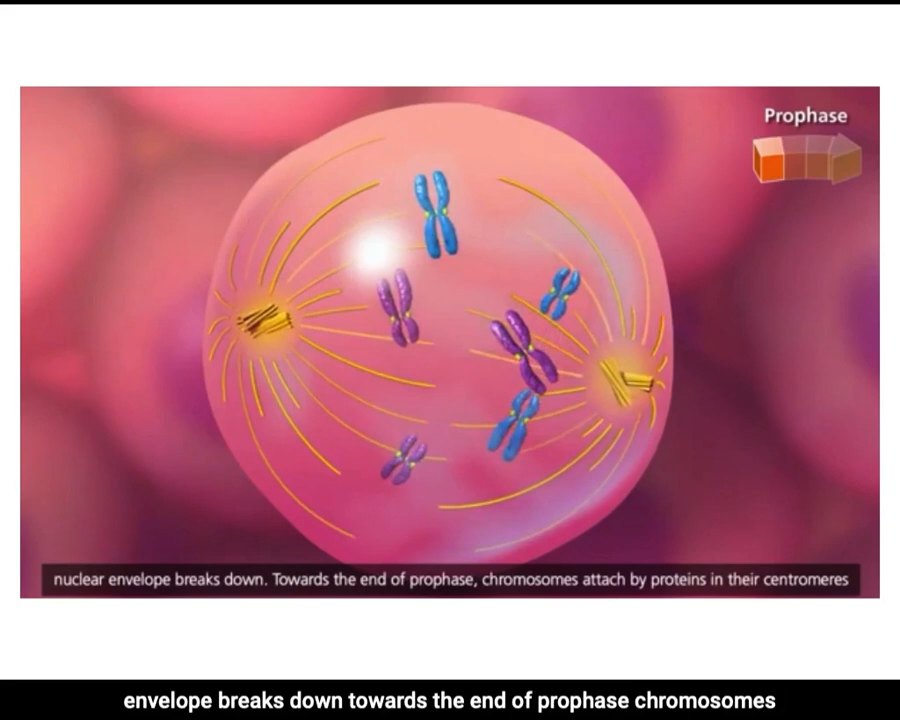 Prophase
nuclear envelope breaks down. Towards the end of prophase, chromosomes attach by proteins in their centromeres
envelope breaks down towards the end of prophase chromosomes